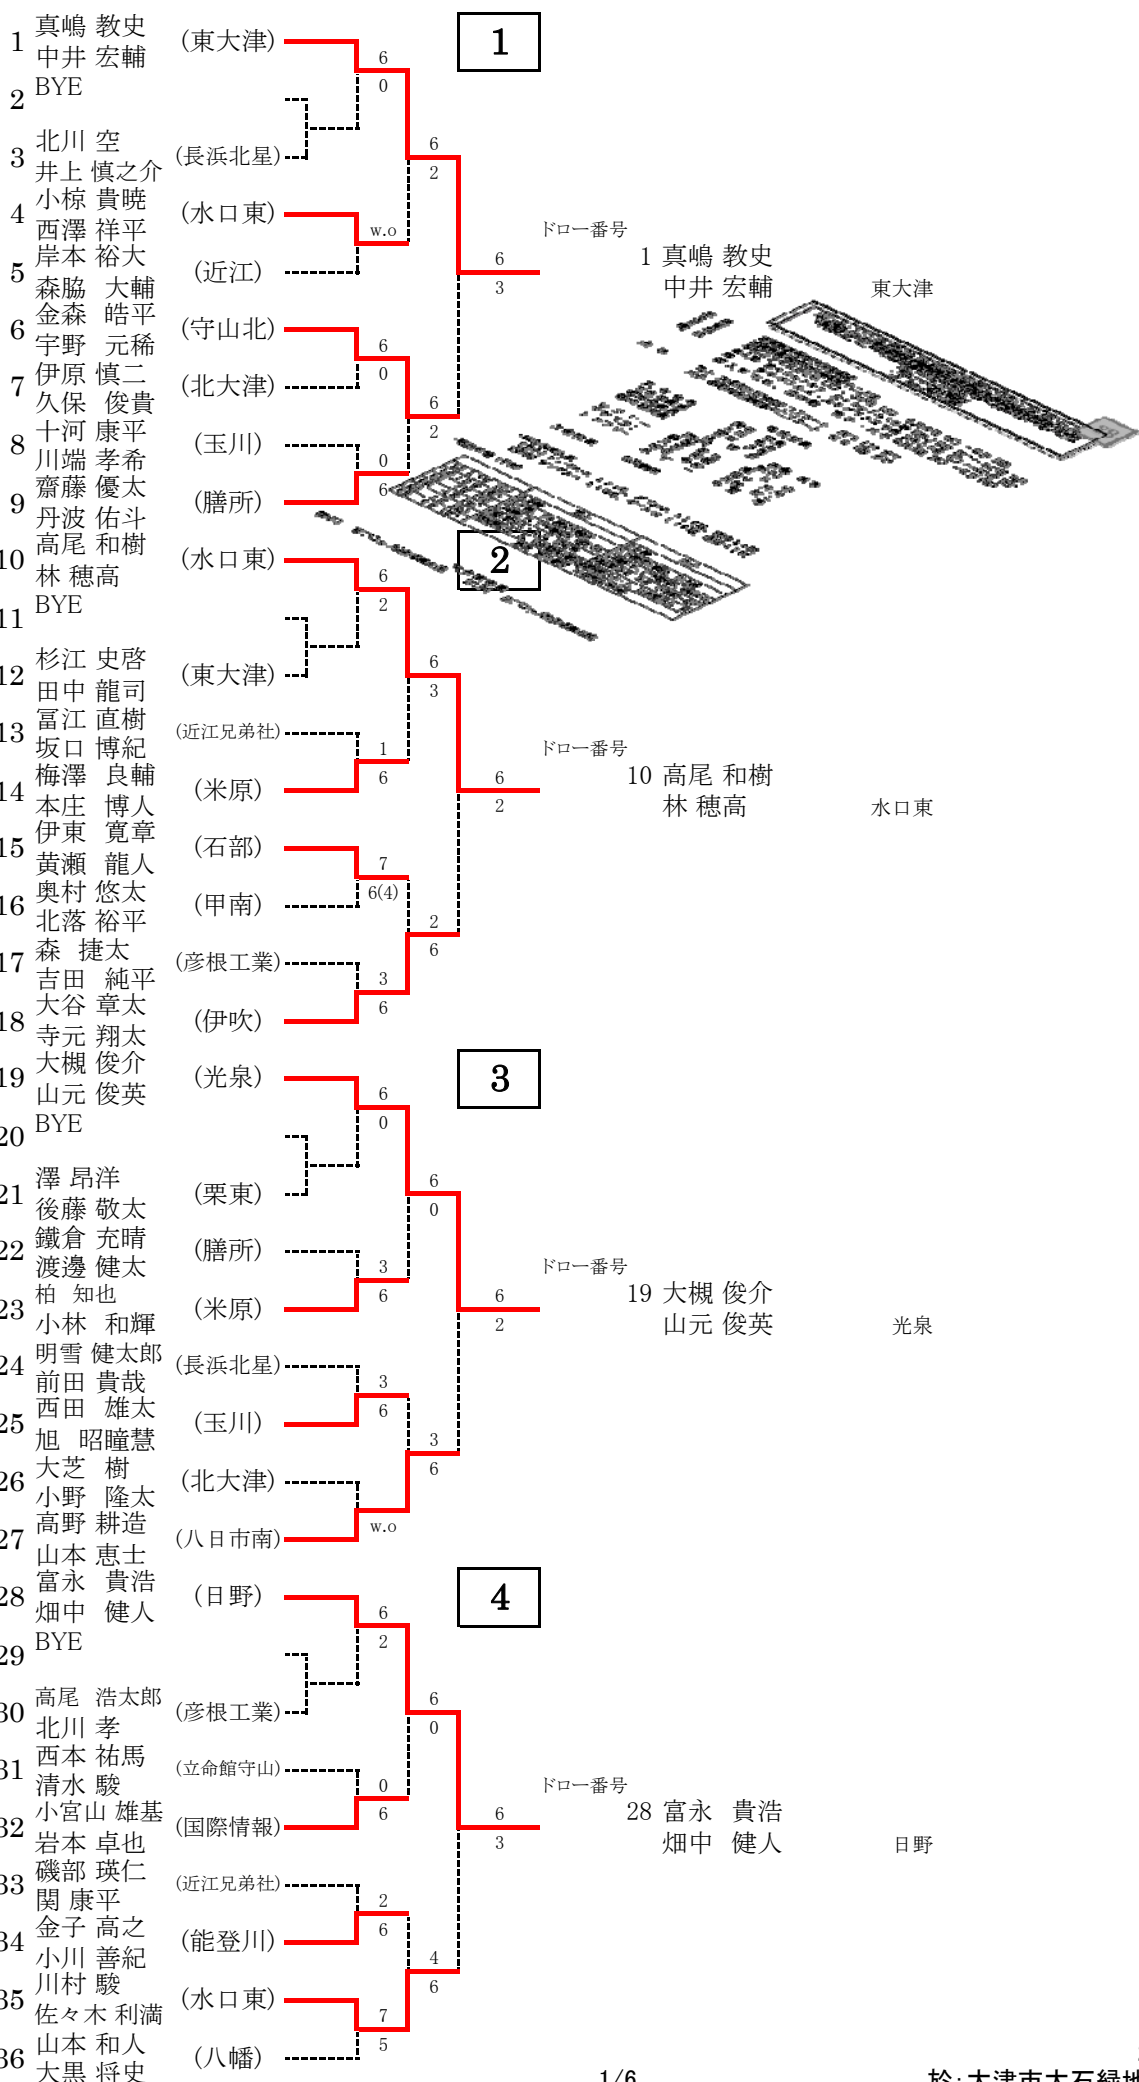 1 真嶋 教史 (東大津)
中井 宏輔
2 BYE
3 北川 空 (長浜北星)
井上 慎之介
4 小椋 貴暁 (水口東)
西澤 祥平
5 岸本 裕大 (近江)
森脇 大輔
6 金森 皓平 (守山北)
宇野 元稀
7 伊原 慎二 (北大津)
久保 俊貴
8 十河 康平 (玉川)
川端 孝希
9 齋藤 優太 (膳所)
丹波 佑斗
10 高尾 和樹 (水口東)
林 穂高
11 BYE
12 杉江 史啓 (東大津)
田中 龍司
13 冨江 直樹 (近江兄弟社)
坂口 博紀
14 梅澤 良輔 (米原)
本庄 博人
15 伊東 寛章 (石部)
黄瀬 龍人
16 奥村 悠太 (甲南)
北落 裕平
17 森 捷太 (彦根工業)
吉田 純平
18 大谷 章太 (伊吹)
寺元 翔太
19 大槻 俊介 (光泉)
山元 俊英
20 BYE
21 澤 昂洋 (栗東)
後藤 敬太
22 鐵倉 充晴 (膳所)
渡邊 健太
23 柏 知也 (米原)
小林 和輝
24 明雪 健太郎 (長浜北星)
前田 貴哉
25 西田 雄太 (玉川)
旭 昭瞳慧
26 大芝 樹 (北大津)
小野 隆太
27 高野 耕造 (八日市南)
山本 恵士
28 富永 貴浩 (日野)
畑中 健人
29 BYE
30 高尾 浩太郎 (彦根工業)
北川 孝
31 西本 祐馬 (立命館守山)
清水 駿
32 小宮山 雄基 (国際情報)
岩本 卓也
33 磯部 瑛仁 (近江兄弟社)
関 康平
34 金子 高之 (能登川)
小川 善紀
35 川村 駿 (水口東)
佐々木 利満
36 山本 和人 (八幡)
大黒 将史
6
0
w.o
6
0
0
6
6
2
1
6
7
6(4)
3
6
6
0
3
6
3
6
w.o
6
2
0
6
2
6
7
5
6
2
6
2
6
3
2
6
6
0
3
6
6
0
4
6
1
6
3
ドロー番号
1 真嶋 教史
中井 宏輔 東大津
2
6
2
ドロー番号
10 高尾 和樹
林 穂高 水口東
3
6
2
ドロー番号
19 大槻 俊介
山元 俊英 光泉
4
6
3
ドロー番号
28 富永 貴浩
畑中 健人 日野
1/6
於:大津市大石緑地